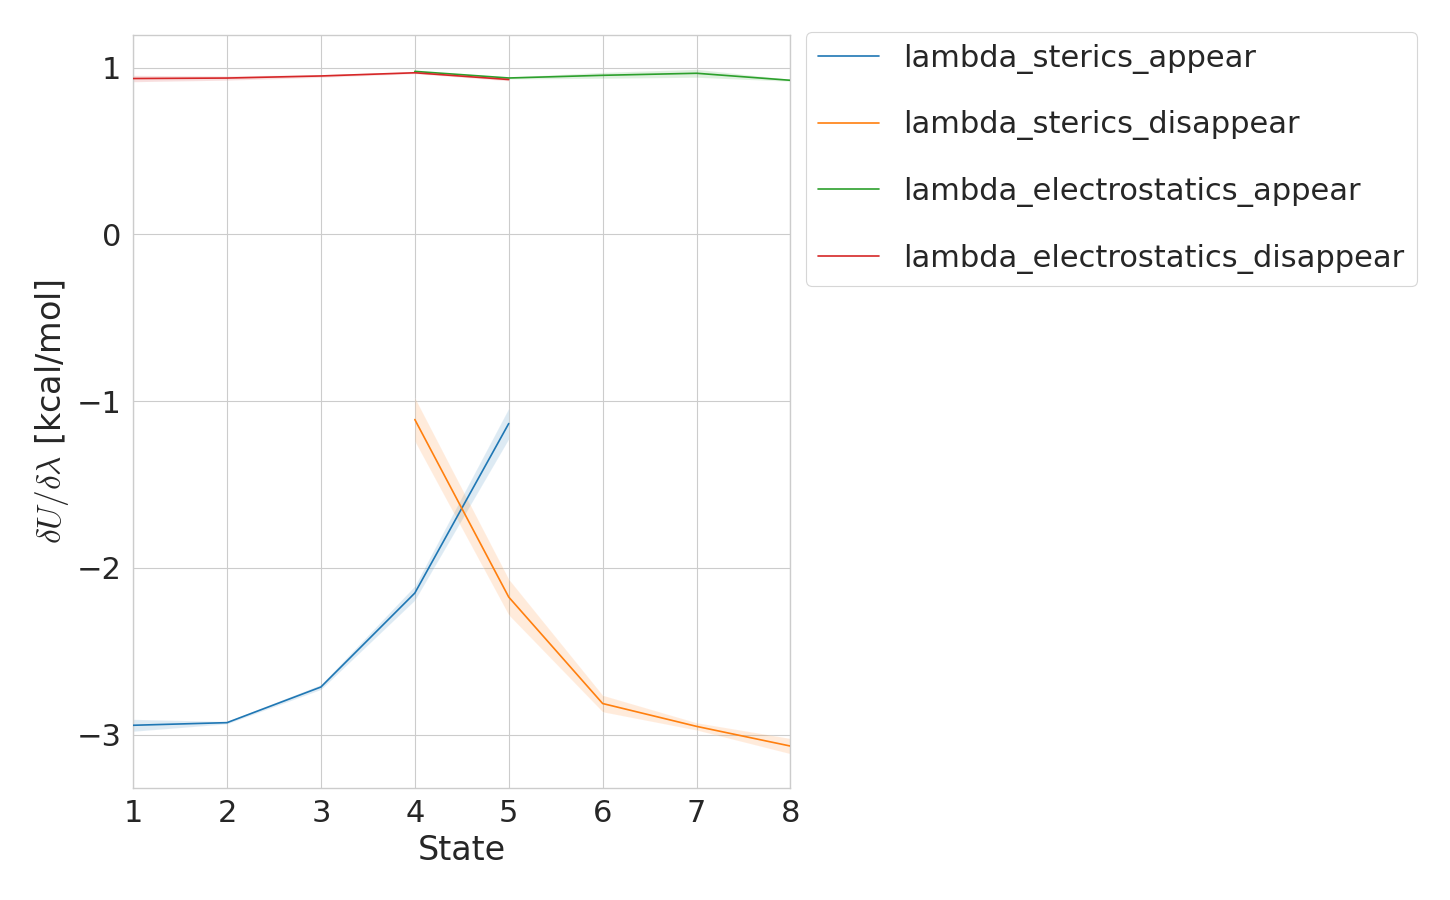 1
0
−1
−2
−3
δU/δλ [kcal/mol]
1 2 3 4 5 6 7 8
State
lambda_sterics_appear
lambda_sterics_disappear
lambda_electrostatics_appear
lambda_electrostatics_disappear